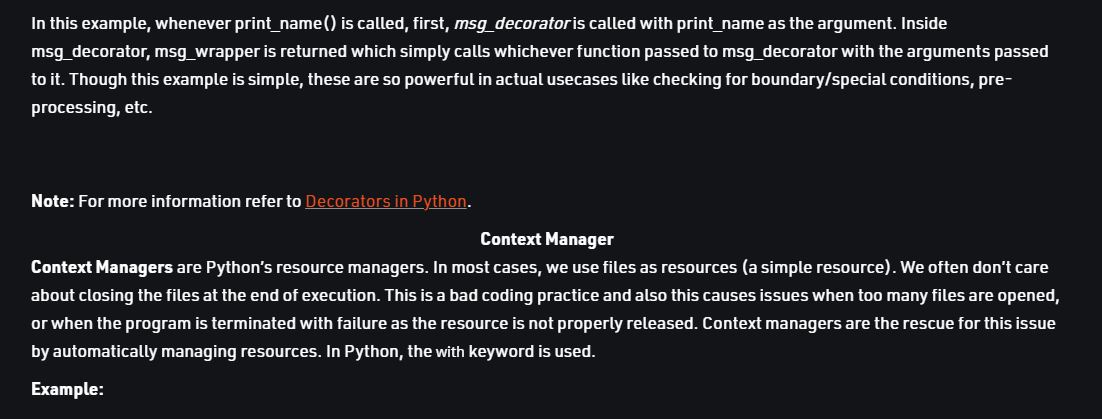 In this example, whenever print_name() is called, first, msg_decorator is called with print_name as the argument. Inside
msg_decorator, msg_wrapper is returned which simply calls whichever function passed to msg_decorator with the arguments passed
to it. Though this example is simple, these are so powerful in actual usecases like checking for boundary/special conditions, pre-
processing, etc.
Note: For more information refer to Decorators in Python.
Context Manager
Context Managers are Python's resource managers. In most cases, we use files as resources (a simple resource). We often don't care
about closing the files at the end of execution. This is a bad coding practice and also this causes issues when too many files are opened,
or when the program is terminated with failure as the resource is not properly released. Context managers are the rescue for this issue
by automatically managing resources. In Python, the with keyword is used.
Example: